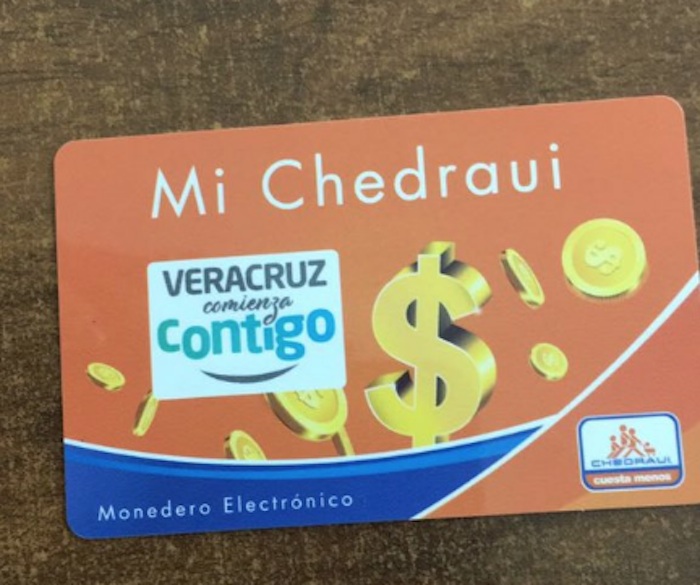 Mi Chedraui
VERACRUZ
comienza
Contigo
$
CHEDRAUI
cuesta menos
Monedero Electrónico